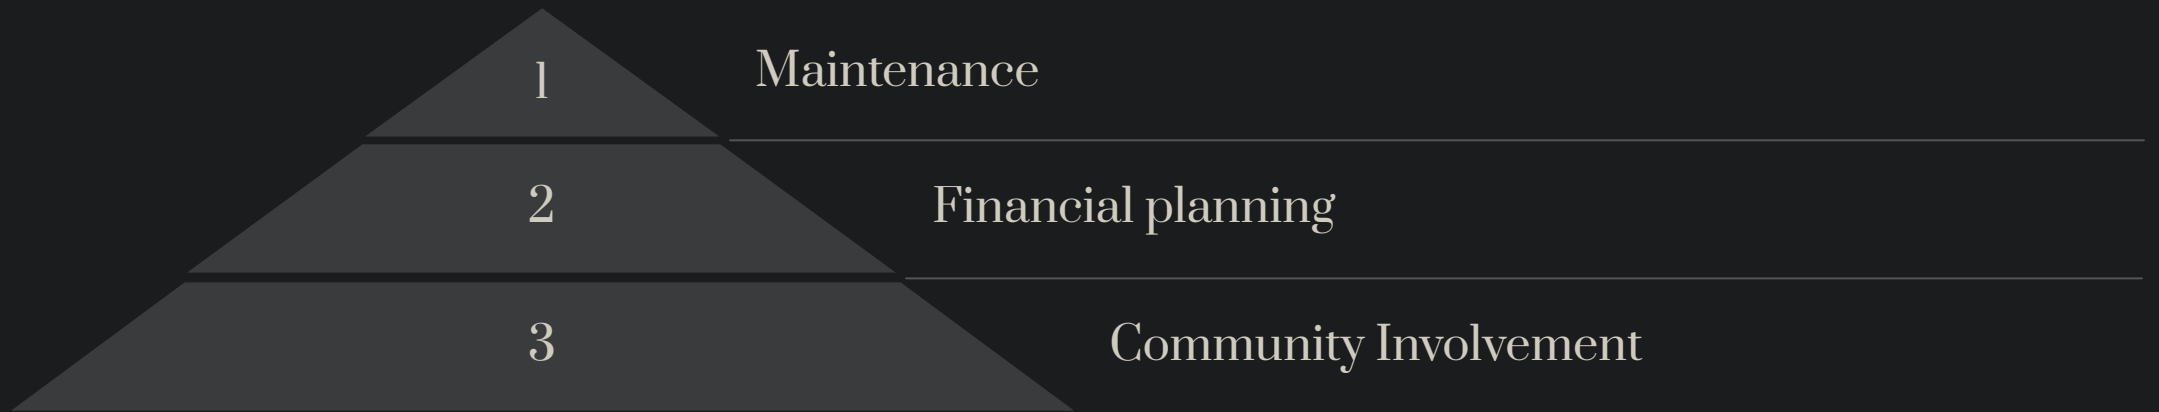 1
Maintenance
2
Financial planning
3
Community Involvement